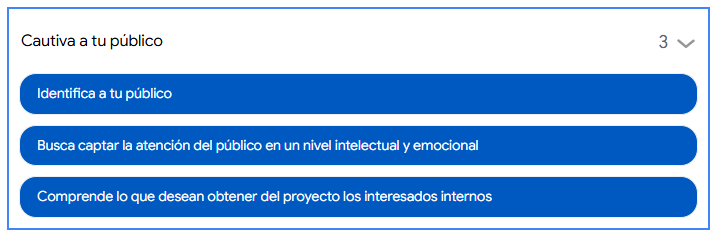 Cautiva a tu público 3
Identifica a tu público
Busca captar la atención del público en un nivel intelectual y emocional
Comprende lo que desean obtener del proyecto los interesados internos